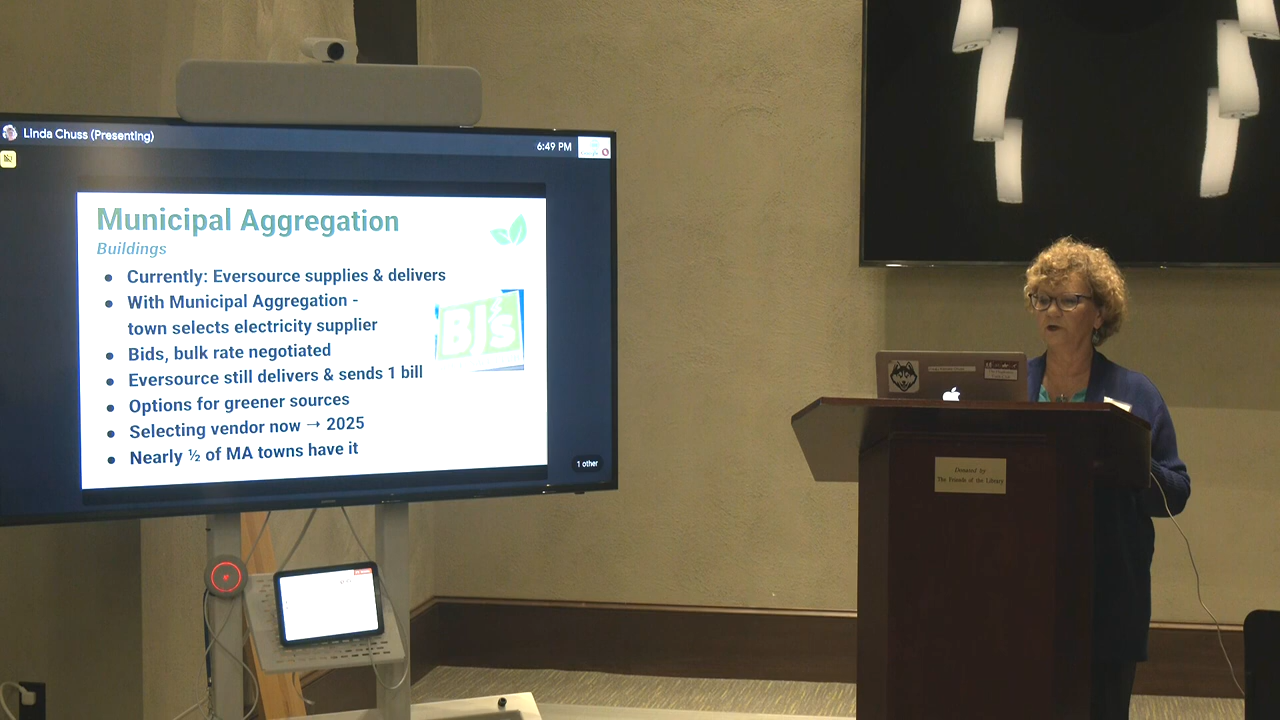 Linda Chuss (Presenting)
6:49 PM
Municipal Aggregation
Buildings
• Currently: Eversource supplies & delivers
• With Municipal Aggregation -
town selects electricity supplier
• Bids, bulk rate negotiated
• Eversource still delivers & sends 1 bill
• Options for greener sources
• Selecting vendor now → 2025
• Nearly ½ of MA towns have it
BJ's
1 other
Donated by
The Friends of the Library